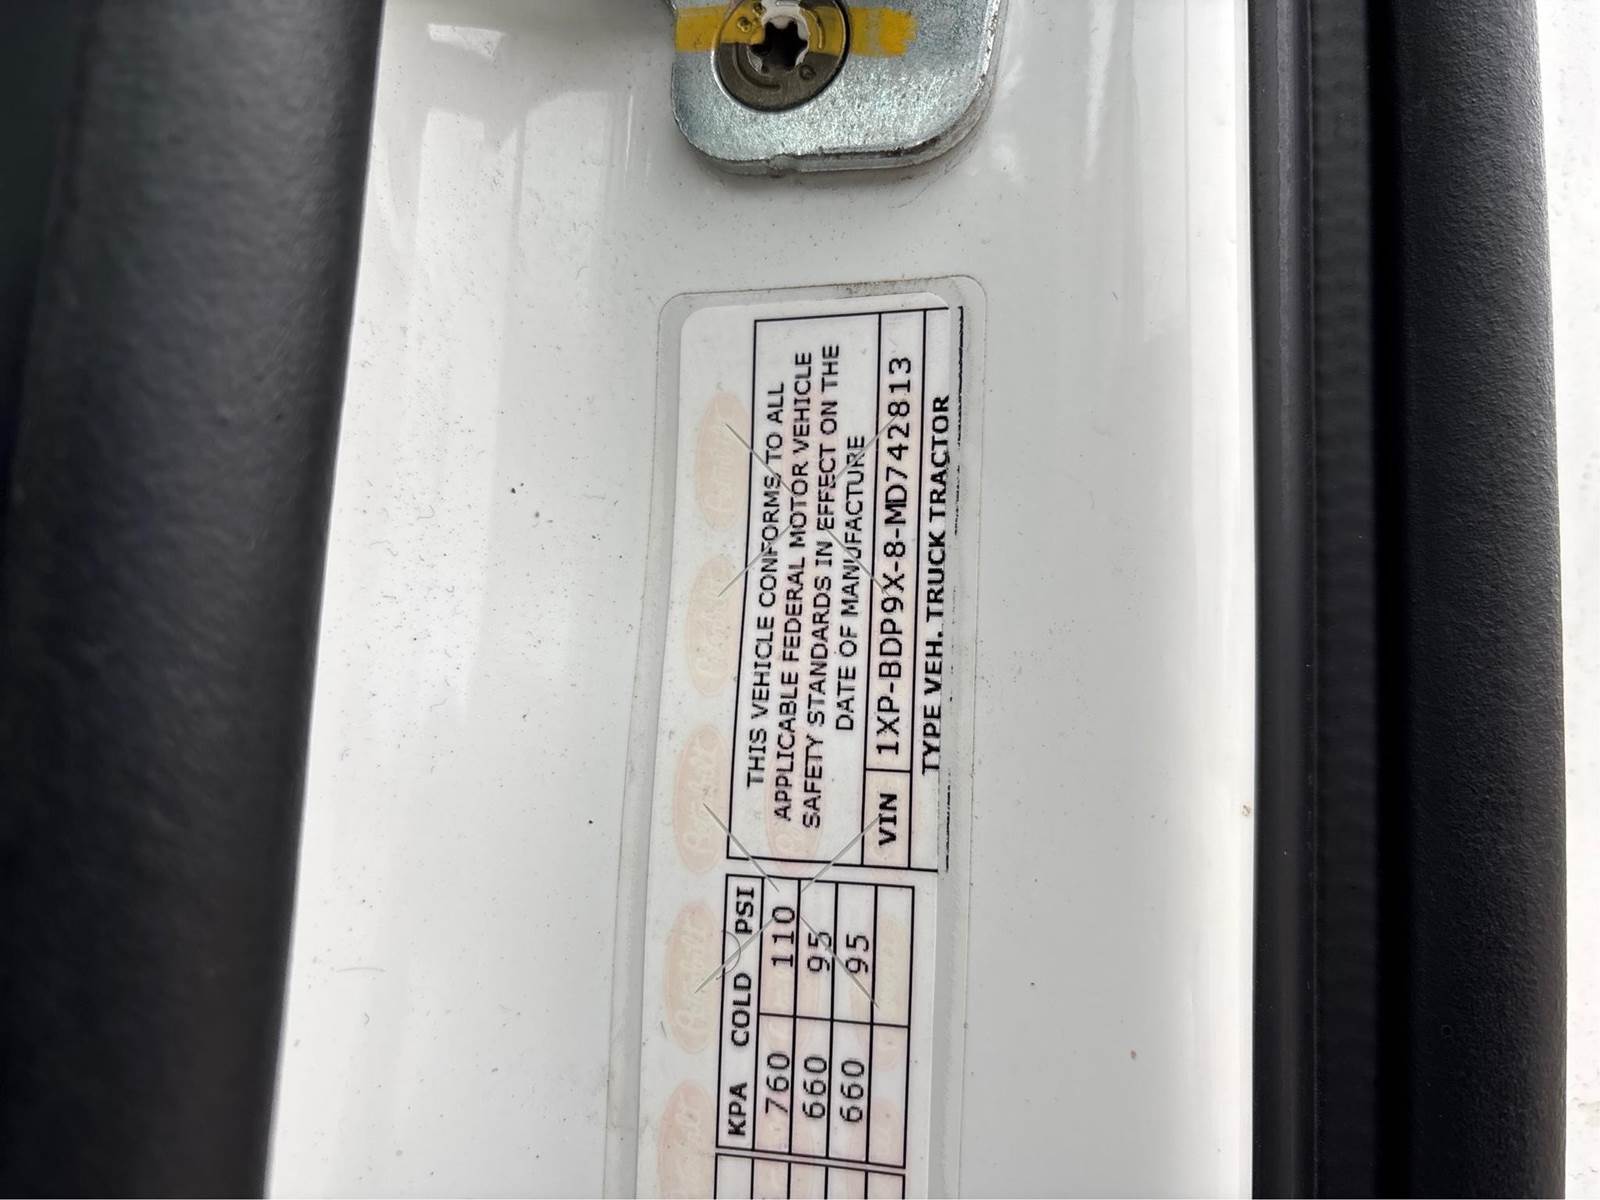 THIS VEHICLE CONFORMS TO ALL
APPLICABLE FEDERAL MOTOR VEHICLE
SAFETY STANDARDS IN EFFECT ON THE
DATE OF MANUFACTURE
VIN 1XP-BDP9X-8-MD742813
TYPE VEH. TRUCK TRACTOR
KPA COLD PSI
760 110
660 95
660 95